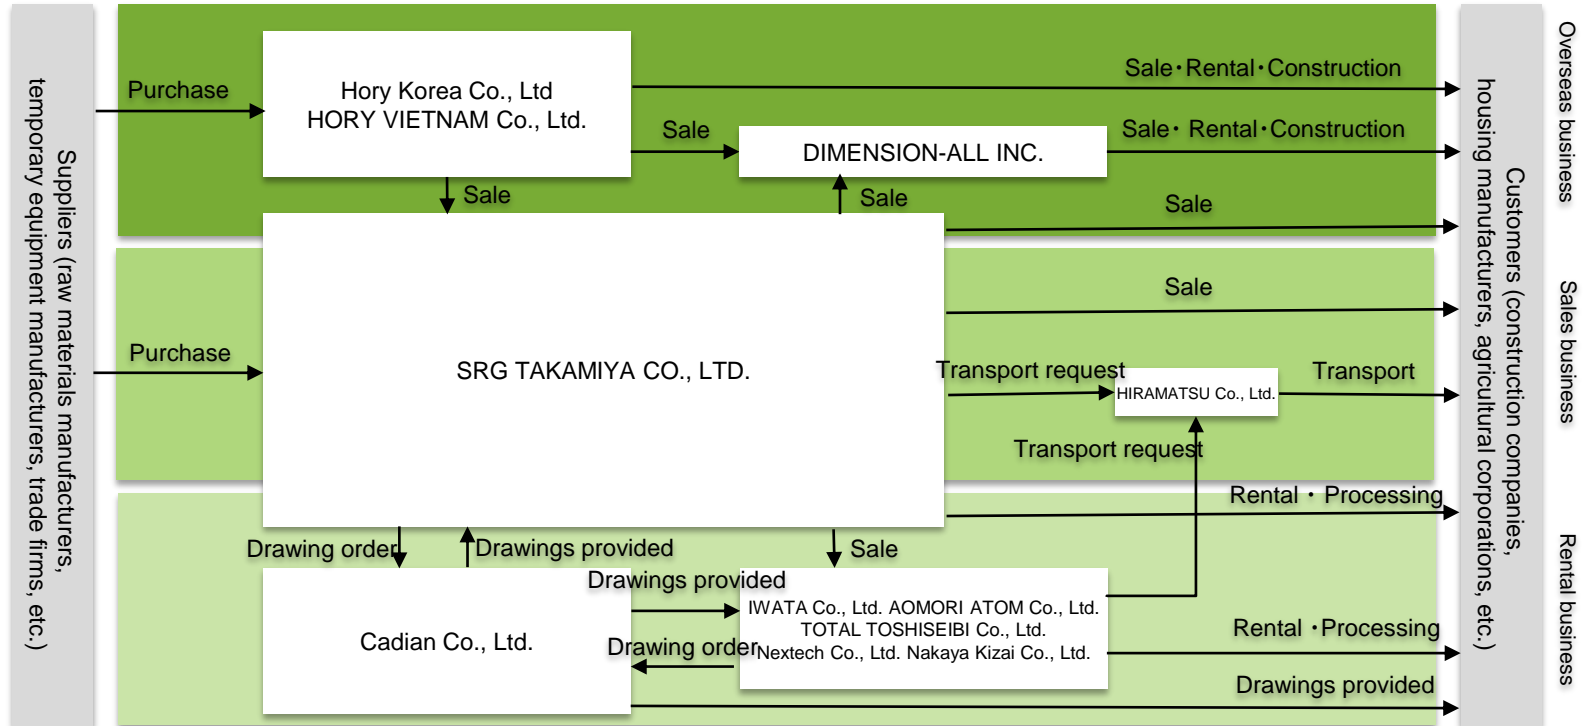 Suppliers (raw materials manufacturers,
temporary equipment manufacturers, trade firms, etc.)
Purchase
Hory Korea Co., Ltd
HORY VIETNAM Co., Ltd.
Sale・Rental・Construction
Sale
DIMENSION-ALL INC.
Sale・Rental・Construction
Sale
Sale
Sale
Overseas business
Purchase
SRG TAKAMIYA CO., LTD.
Sale
Transport request
HIRAMATSU Co., Ltd.
Transport
Transport request
Sales business
Rental・Processing
Drawing order
Drawings provided
Sale
Cadian Co., Ltd.
Drawings provided
Drawing order
IWATA Co., Ltd. AOMORI ATOM Co., Ltd.
TOTAL TOSHISEIBI Co., Ltd.
Nextech Co., Ltd. Nakaya Kizai Co., Ltd.
Rental・Processing
Drawings provided
Rental business
Customers (construction companies,
housing manufacturers, agricultural corporations, etc.)